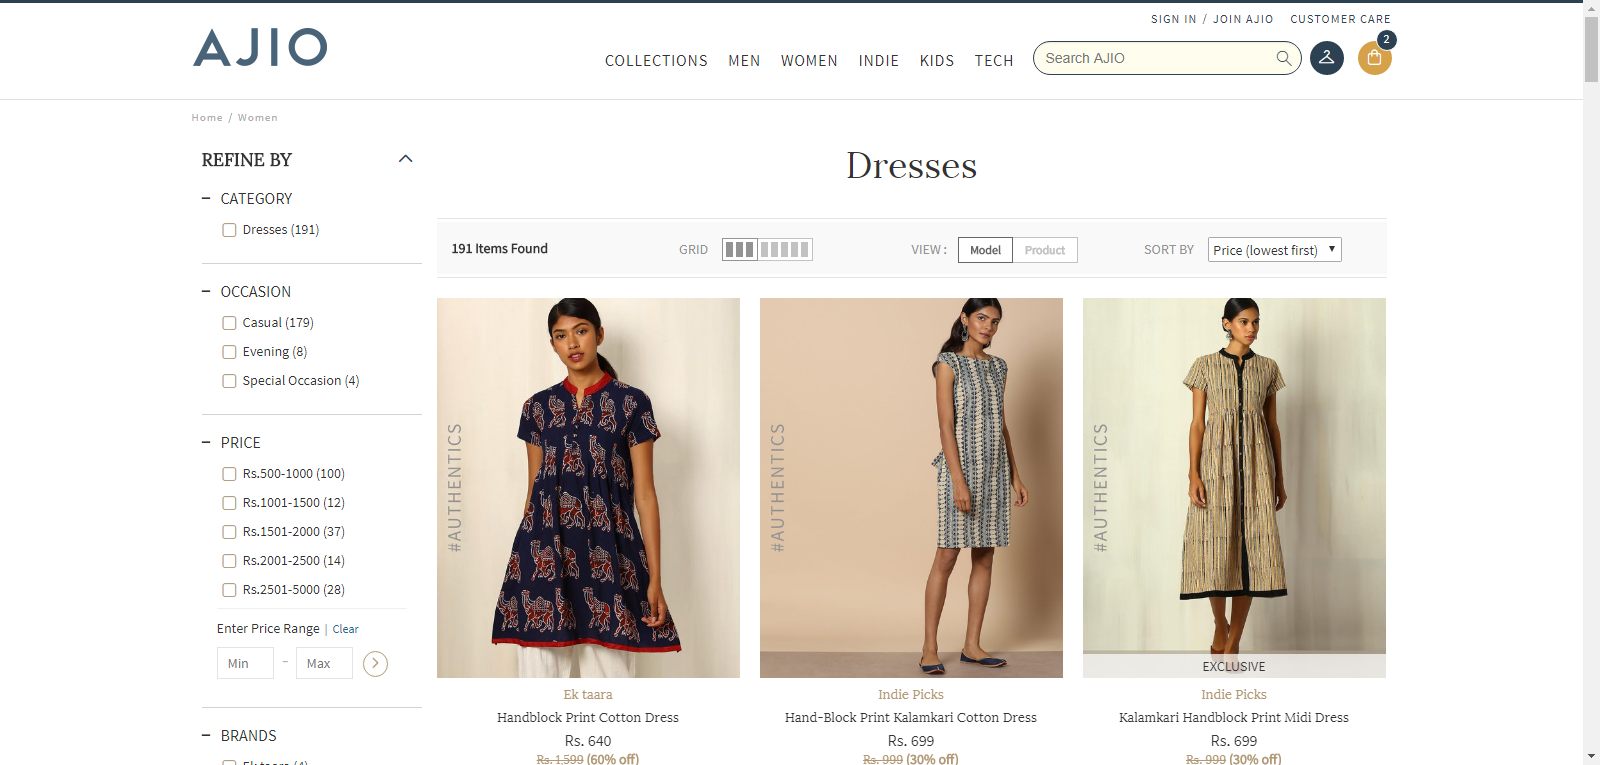 SIGN IN / JOIN AJIO CUSTOMER CARE
AJIO
COLLECTIONS MEN WOMEN INDIE KIDS TECH Search AJIO 2
Home / Women
REFINE BY
CATEGORY
Dresses (191)
OCCASION
Casual (179)
Evening (8)
Special Occasion (4)
PRICE
Rs.500-1000 (100)
Rs.1001-1500 (12)
Rs.1501-2000 (37)
Rs.2001-2500 (14)
Rs.2501-5000 (28)
Enter Price Range | Clear
Min - Max
BRANDS
Ek taara (4)
Dresses
191 Items Found GRID VIEW : Model Product SORT BY Price (lowest first)
#AUTHENTICS
Ek taara
Handblock Print Cotton Dress
Rs. 640
Rs. 1,599 (60% off)
#AUTHENTICS
Indie Picks
Hand-Block Print Kalamkari Cotton Dress
Rs. 699
Rs. 999 (30% off)
#AUTHENTICS
EXCLUSIVE
Indie Picks
Kalamkari Handblock Print Midi Dress
Rs. 699
Rs. 999 (30% off)